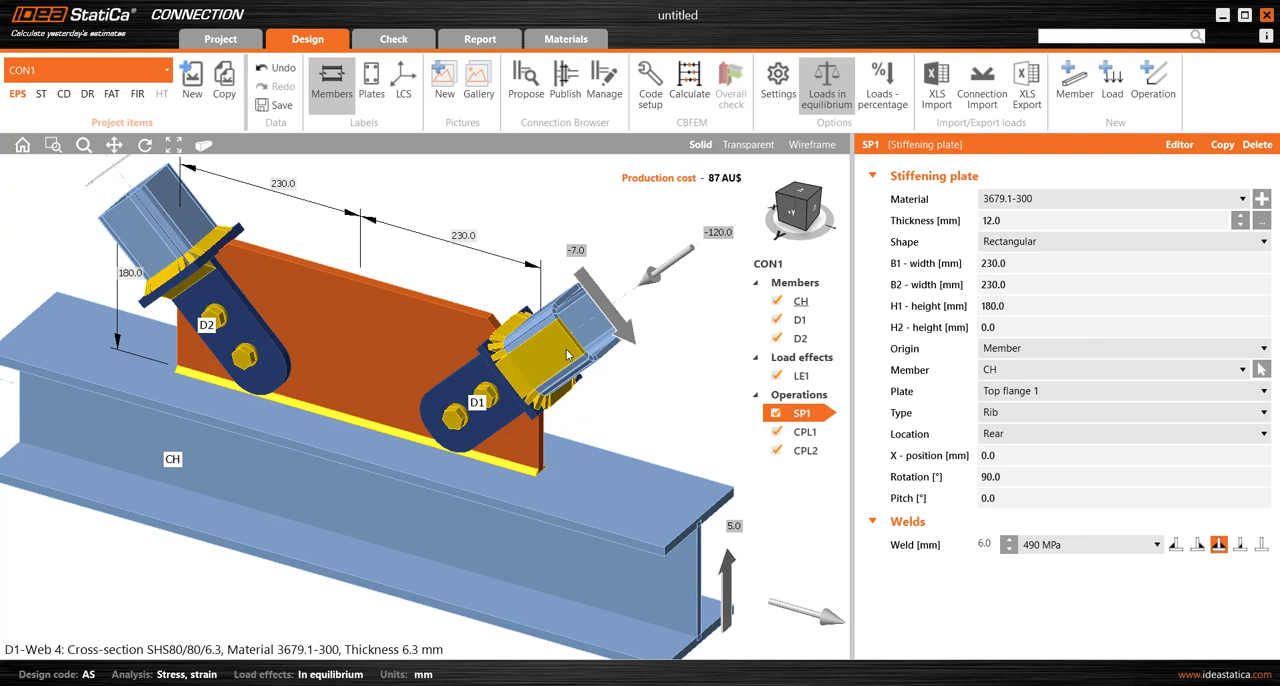 IDEA StatiCa® CONNECTION
Calculate yesterday's estimates
untitled
Project Design Check Report Materials
CON1
EPS ST CD DR FAT FIR HT
New Copy
Project items
Undo
Redo
Save
Data
Members Plates LCS
Labels
New Gallery
Pictures
Propose Publish Manage
Connection Browser
Code setup Calculate Overall check
CBFEM
Settings Loads in equilibrium Loads - percentage
Options
XLS Import Connection Import XLS Export
Import/Export loads
Member Load Operation
New
Solid Transparent Wireframe
Production cost - 87 AU$
230.0
230.0
180.0
-120.0
-7.0
5.0
D2
D1
CH
CON1
Members
CH
D1
D2
Load effects
LE1
Operations
SP1
CPL1
CPL2
SP1 [Stiffening plate] Editor Copy Delete
Stiffening plate
Material 3679.1-300
Thickness [mm] 12.0
Shape Rectangular
B1 - width [mm] 230.0
B2 - width [mm] 230.0
H1 - height [mm] 180.0
H2 - height [mm] 0.0
Origin Member
Member CH
Plate Top flange 1
Type Rib
Location Rear
X - position [mm] 0.0
Rotation [°] 90.0
Pitch [°] 0.0
Welds
Weld [mm] 6.0 490 MPa
D1-Web 4: Cross-section SHS80/80/6.3, Material 3679.1-300, Thickness 6.3 mm
Design code: AS Analysis: Stress, strain Load effects: In equilibrium Units: mm
www.ideastatica.com